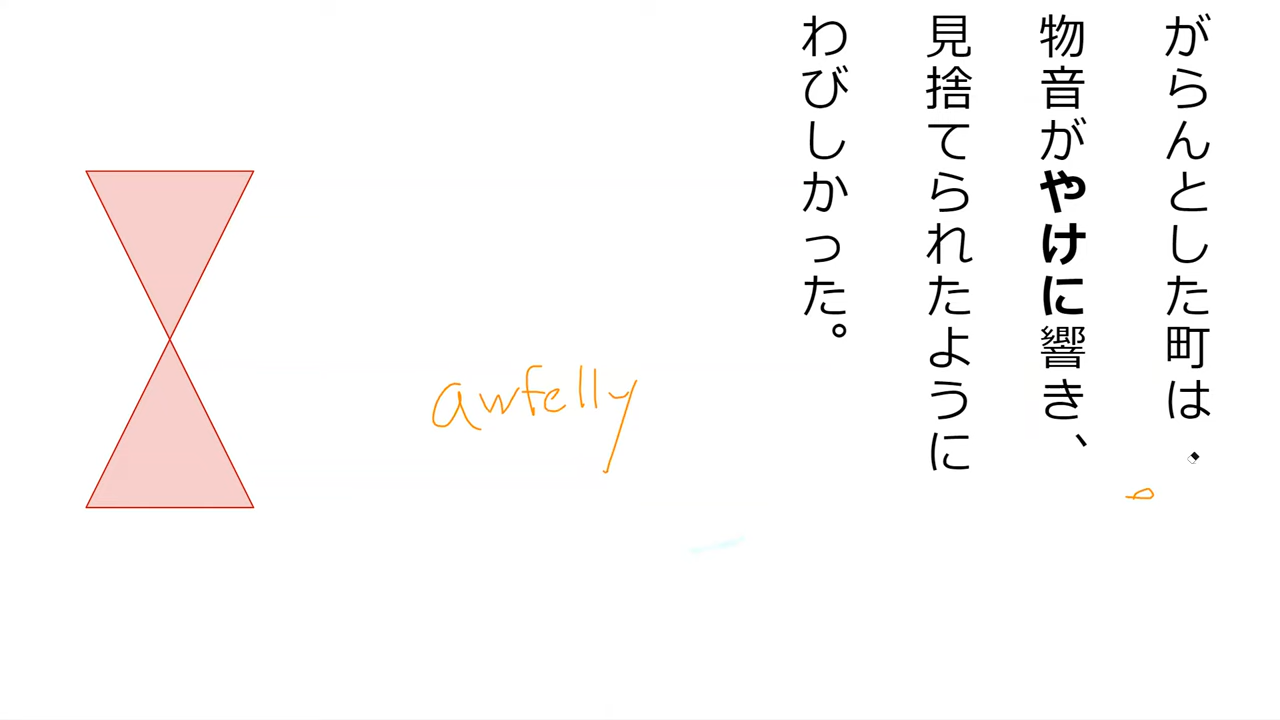 がらんとした町は
物音がやけに響き、
見捨てられたように
わびしかった。
awfelly